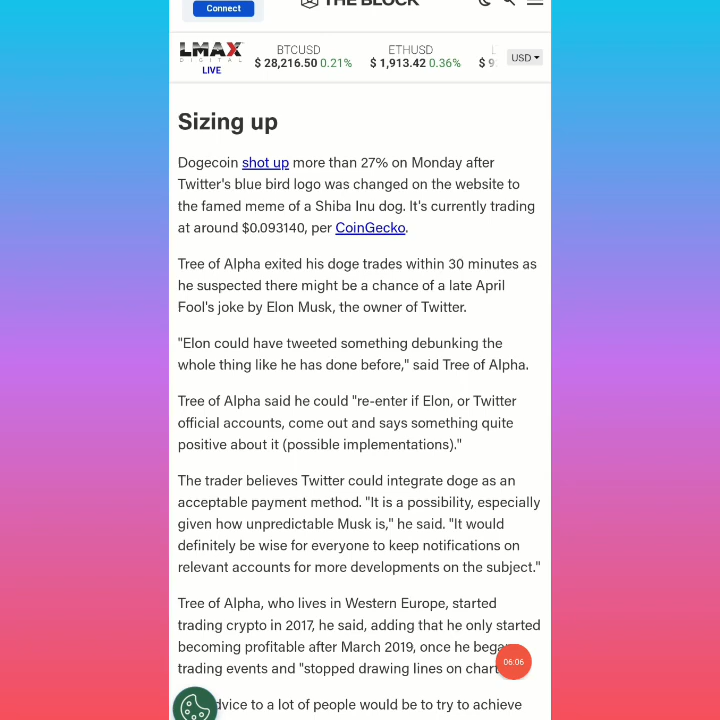 Connect
THE BLOCK
LMAX
DIGITAL
LIVE
BTCUSD
$ 28,216.50 0.21%
ETHUSD
$ 1,913.42 0.36%
L
$ 9
USD
Sizing up
Dogecoin shot up more than 27% on Monday after
Twitter's blue bird logo was changed on the website to
the famed meme of a Shiba Inu dog. It's currently trading
at around $0.093140, per CoinGecko.
Tree of Alpha exited his doge trades within 30 minutes as
he suspected there might be a chance of a late April
Fool's joke by Elon Musk, the owner of Twitter.
"Elon could have tweeted something debunking the
whole thing like he has done before," said Tree of Alpha.
Tree of Alpha said he could "re-enter if Elon, or Twitter
official accounts, come out and says something quite
positive about it (possible implementations)."
The trader believes Twitter could integrate doge as an
acceptable payment method. "It is a possibility, especially
given how unpredictable Musk is," he said. "It would
definitely be wise for everyone to keep notifications on
relevant accounts for more developments on the subject."
Tree of Alpha, who lives in Western Europe, started
trading crypto in 2017, he said, adding that he only started
becoming profitable after March 2019, once he bega
trading events and "stopped drawing lines on chart
06:06
dvice to a lot of people would be to try to achieve